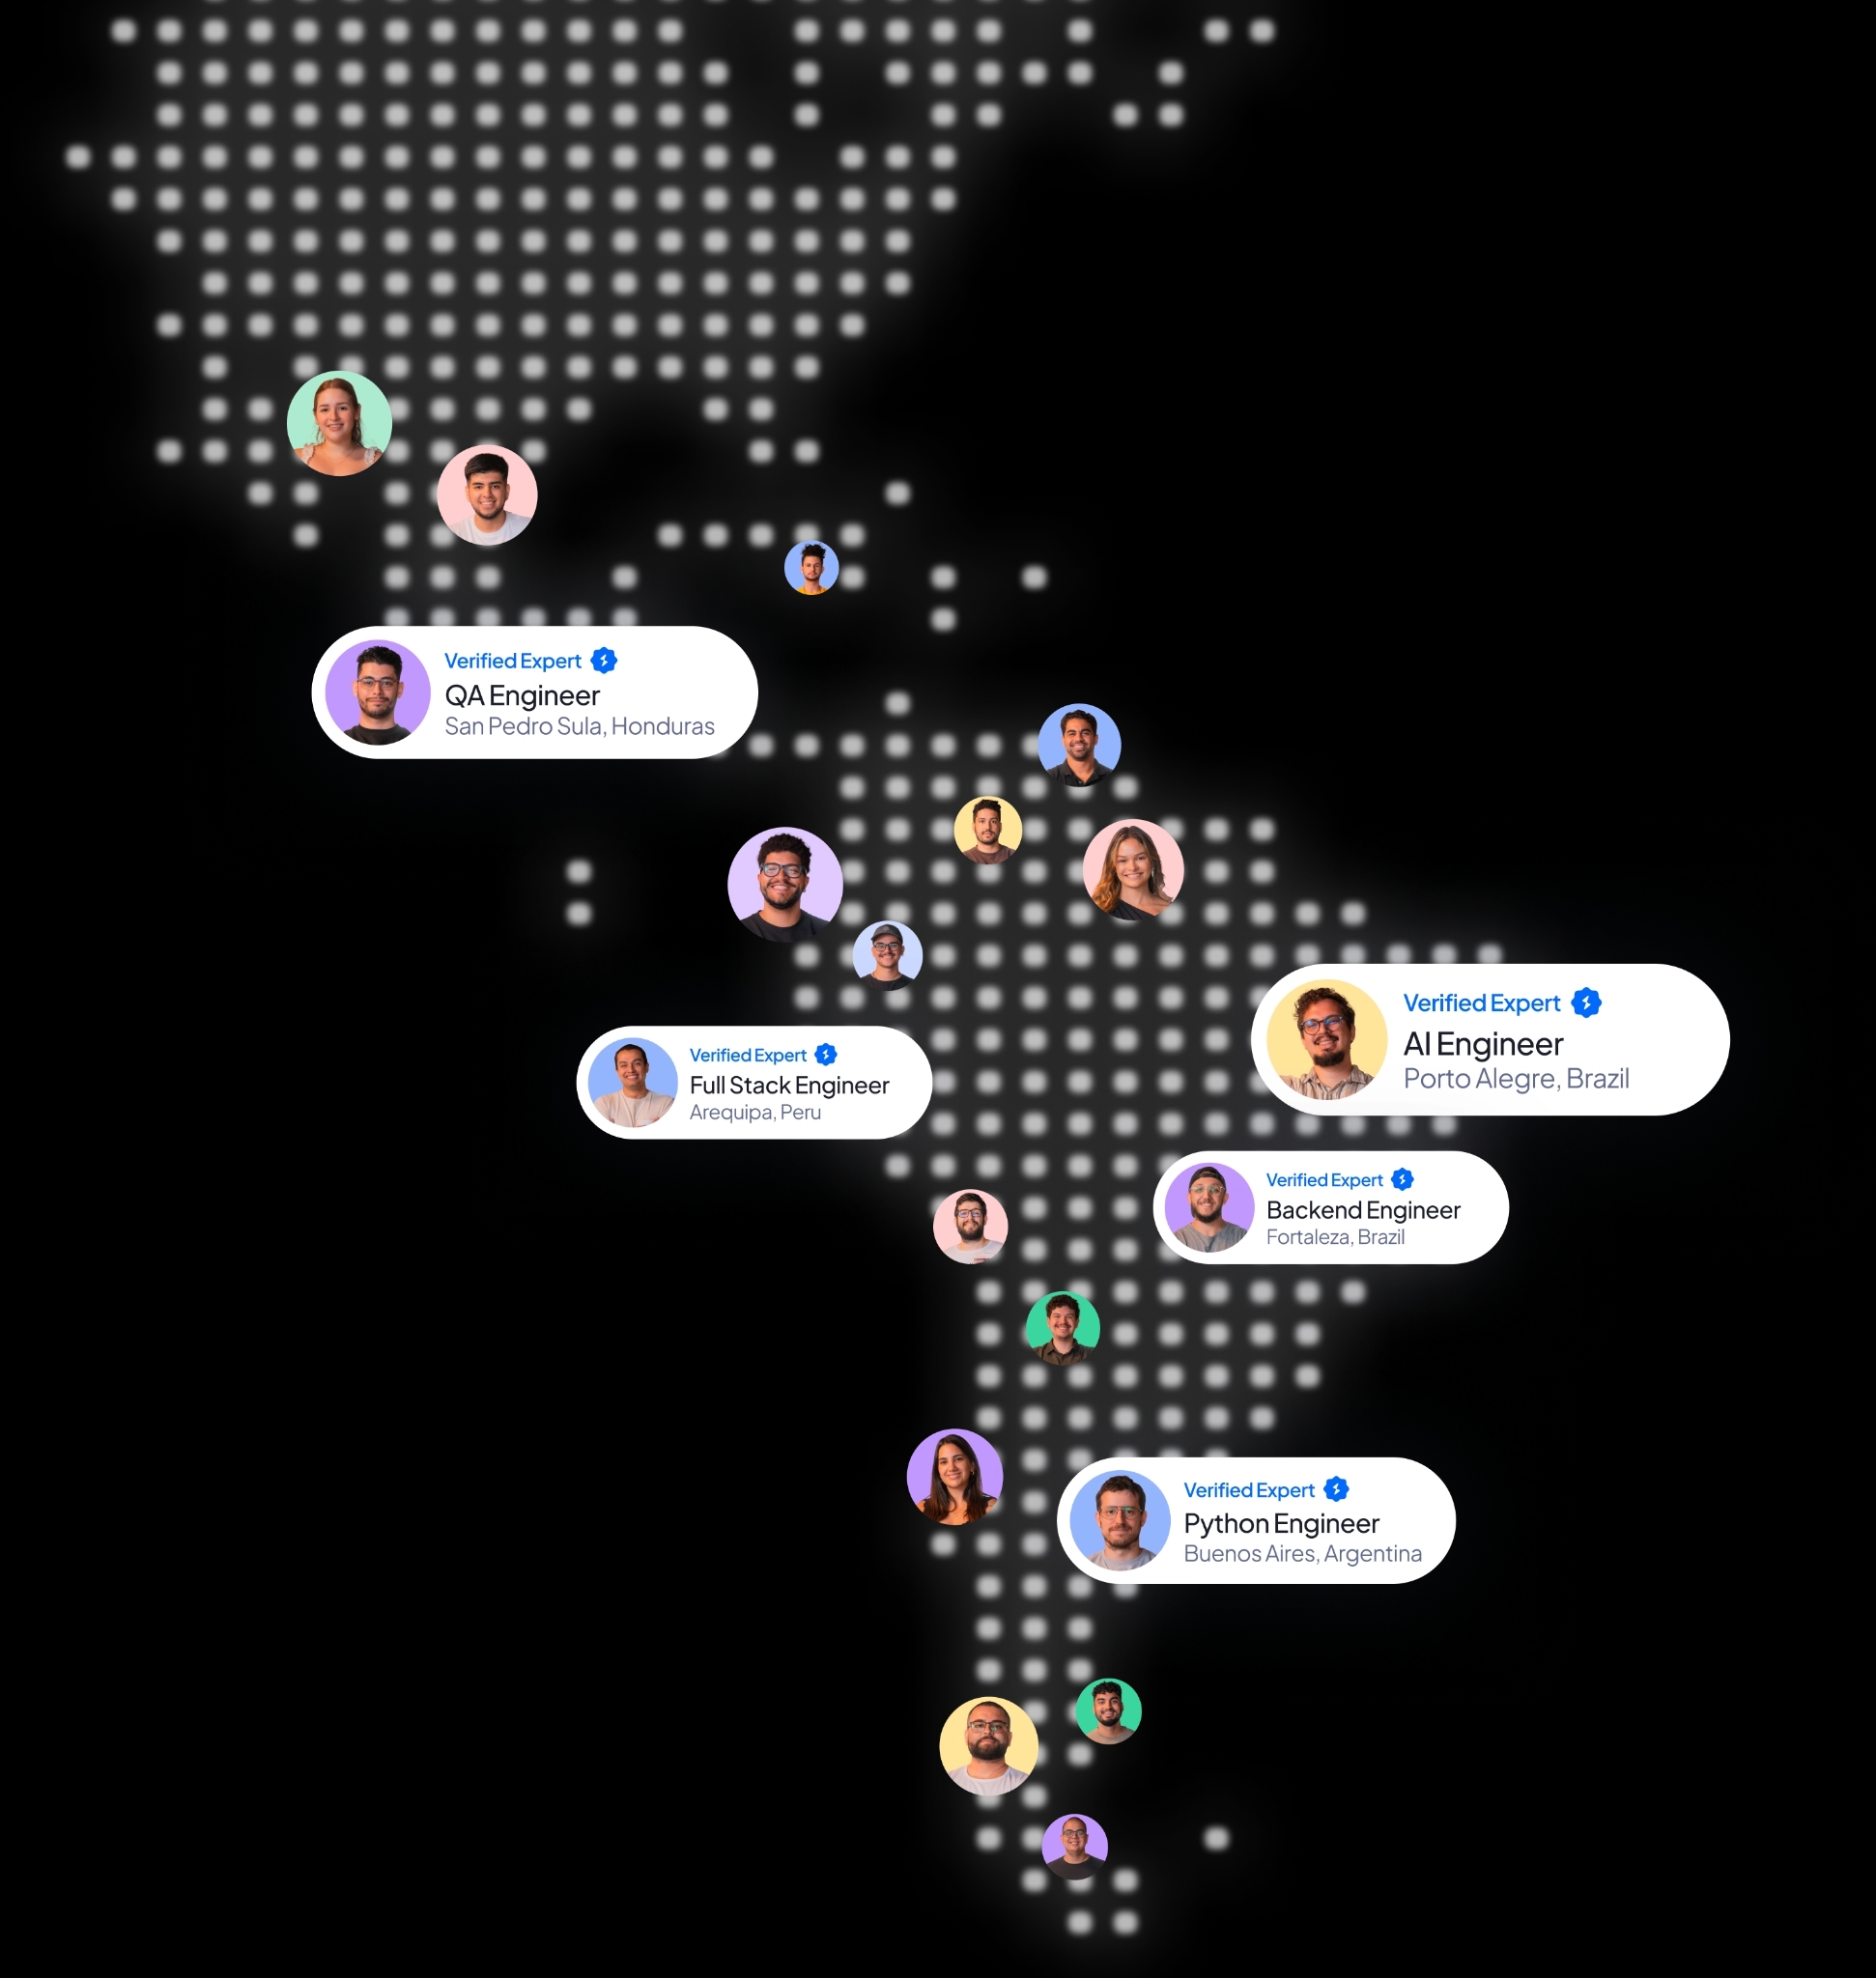 Verified Expert
QA Engineer
San Pedro Sula, Honduras
Verified Expert
AI Engineer
Porto Alegre, Brazil
Verified Expert
Full Stack Engineer
Arequipa, Peru
Verified Expert
Backend Engineer
Fortaleza, Brazil
Verified Expert
Python Engineer
Buenos Aires, Argentina